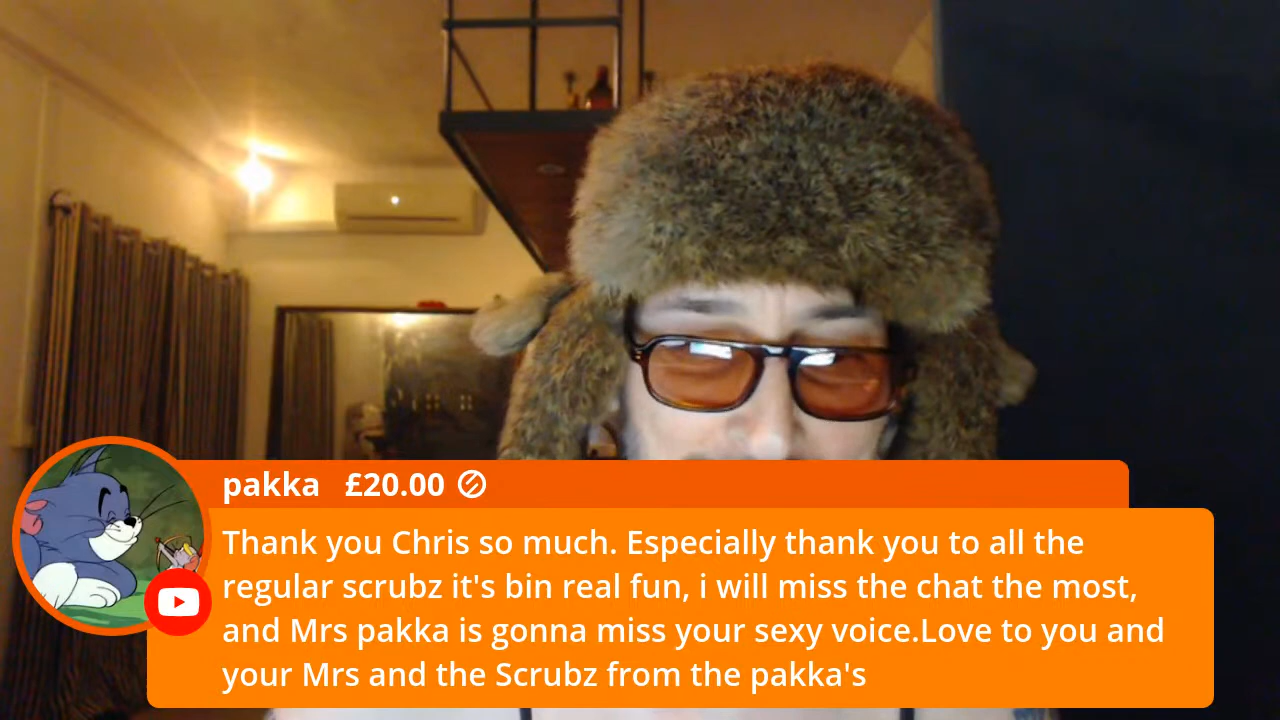 pakka £20.00
Thank you Chris so much. Especially thank you to all the
regular scrubz it's bin real fun, i will miss the chat the most,
and Mrs pakka is gonna miss your sexy voice.Love to you and
your Mrs and the Scrubz from the pakka's